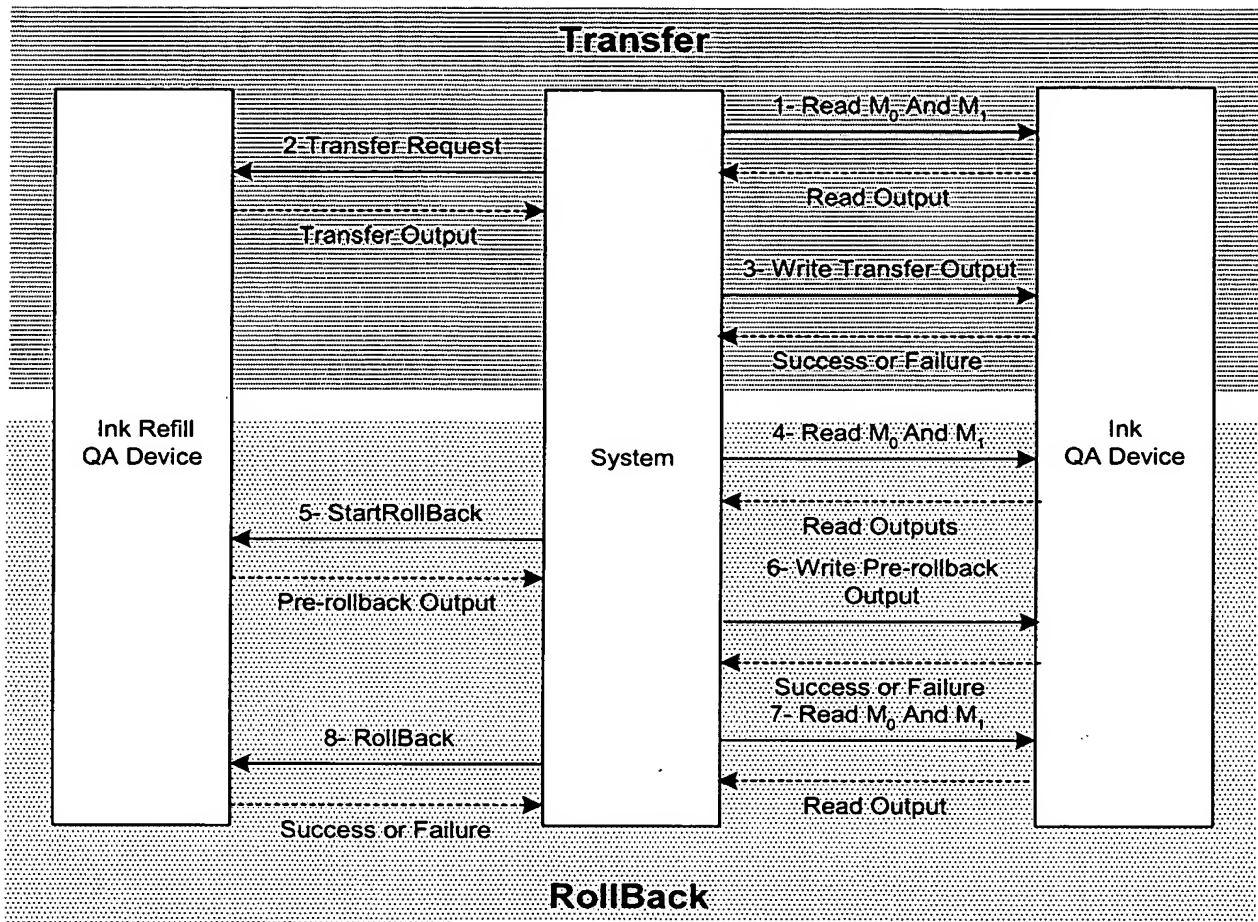 Transfer
1- Read M₀ And M₁
2-Transfer Request
Read Output
Transfer Output
3- Write Transfer Output
Success or Failure
Ink Refill
QA Device
System
Ink
QA Device
4- Read M₀ And M₁
Read Outputs
5- StartRollBack
Pre-rollback Output
6- Write Pre-rollback
Output
Success or Failure
7- Read M₀ And M₁
8- RollBack
Read Output
Success or Failure
RollBack